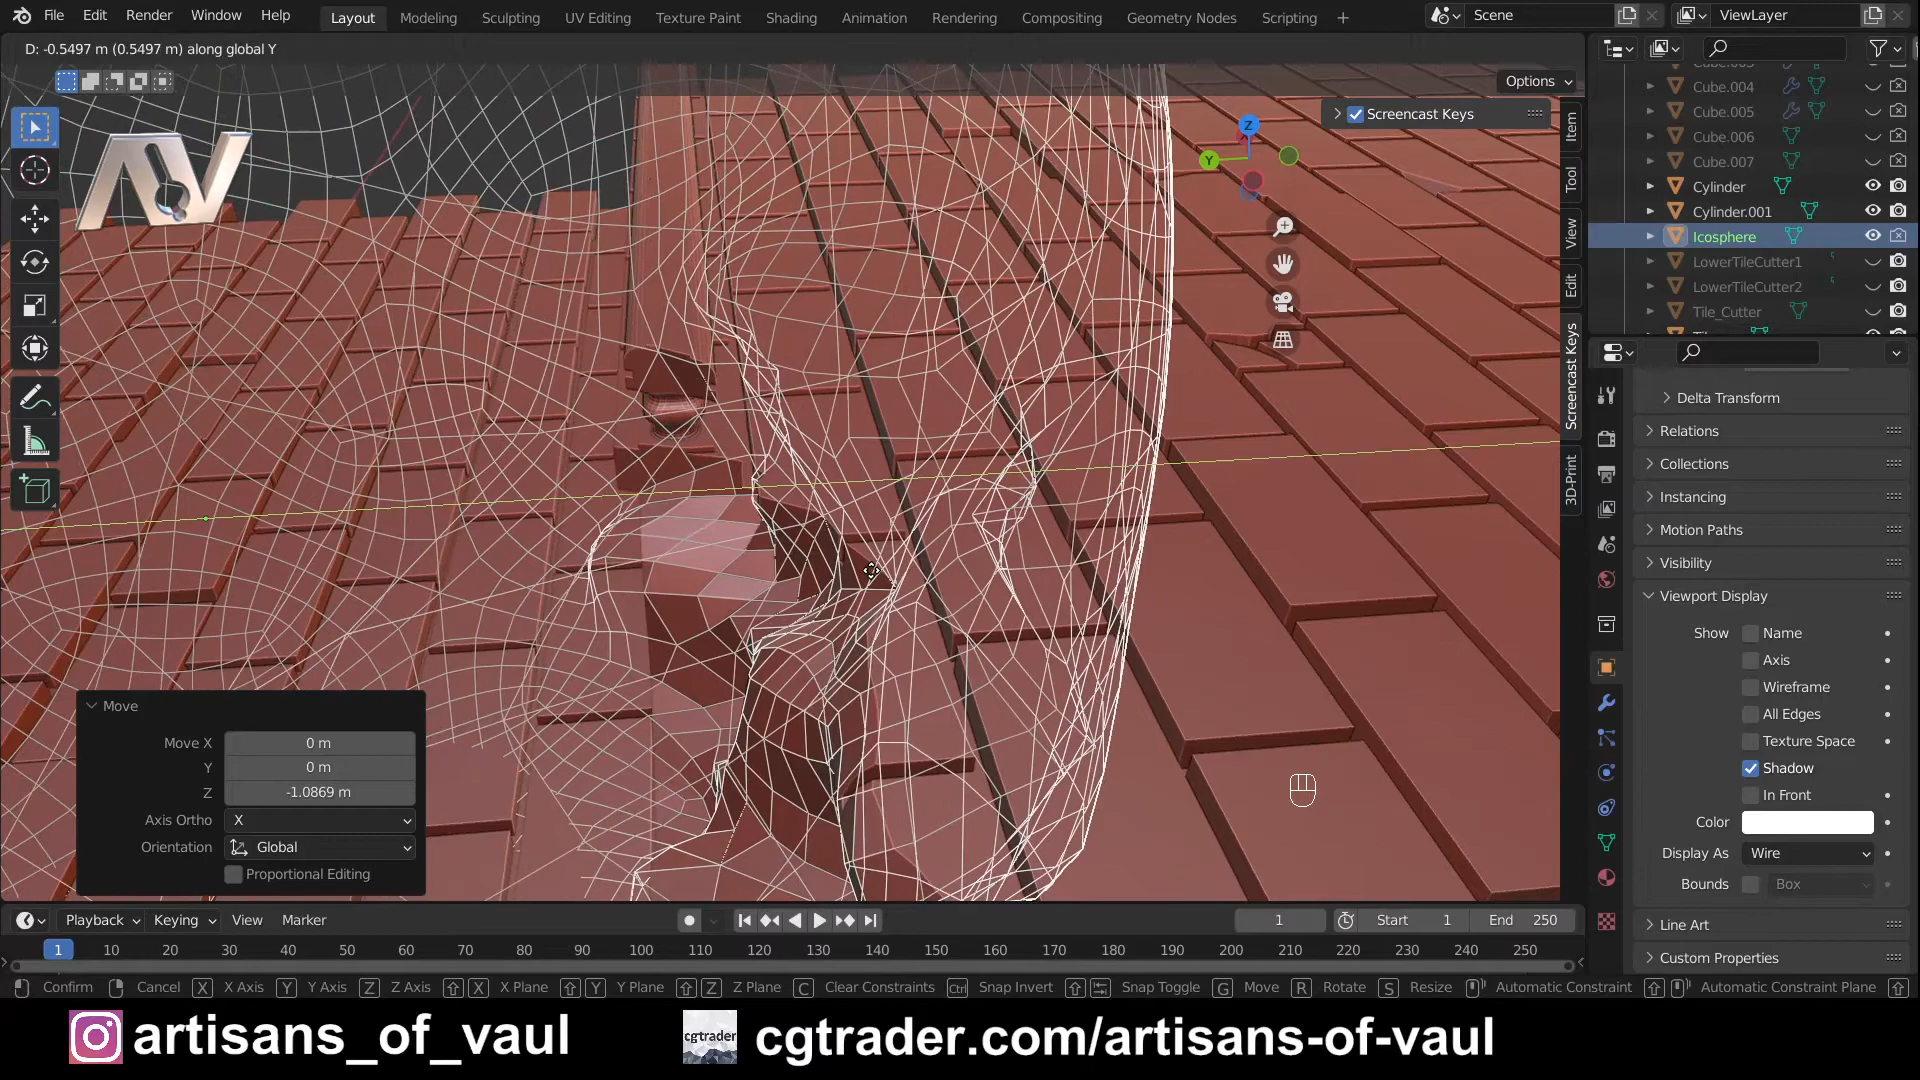 File Edit Render Window Help Layout Modeling Sculpting UV Editing Texture Paint Shading Animation Rendering Compositing Geometry Nodes Scripting + Scene ViewLayer
D: -0.5497 m (0.5497 m) along global Y
Options
Screencast Keys
Z
Y
Item
Tool
View
Edit
Screencast Keys
3D-Print
Cube.004
Cube.005
Cube.006
Cube.007
Cylinder
Cylinder.001
Icosphere
LowerTileCutter1
LowerTileCutter2
Tile_Cutter
Delta Transform
Relations
Collections
Instancing
Motion Paths
Visibility
Viewport Display
Show Name
Axis
Wireframe
All Edges
Texture Space
Shadow
In Front
Color
Display As Wire
Bounds Box
Line Art
Custom Properties
Move
Move X 0 m
Y 0 m
Z -1.0869 m
Axis Ortho X
Orientation Global
Proportional Editing
Playback Keying View Marker 1 Start 1 End 250
1 10 20 30 40 50 60 70 80 90 100 110 120 130 140 150 160 170 180 190 200 210 220 230 240 250
Confirm Cancel X X Axis Y Y Axis Z Z Axis X X Plane Y Y Plane Z Z Plane C Clear Constraints Ctrl Snap Invert Snap Toggle G Move R Rotate S Resize Automatic Constraint Automatic Constraint Plane
artisans_of_vaul cgtrader cgtrader.com/artisans-of-vaul